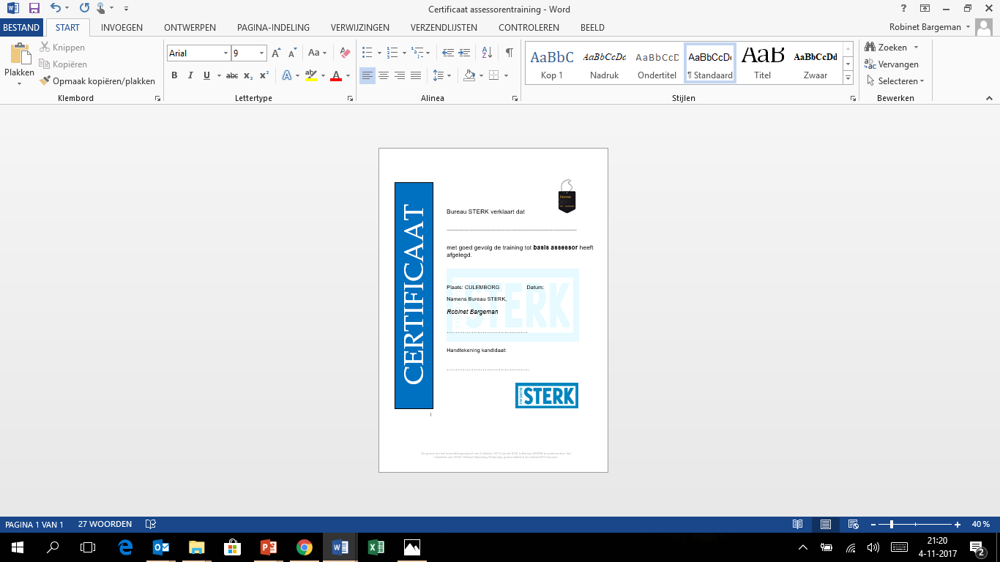 Certificaat assessorentraining - Word
BESTAND START INVOEGEN ONTWERPEN PAGINA-INDELING VERWIJZINGEN VERZENDLIJSTEN CONTROLEREN BEELD Robinet Bargeman
Plakken
Knippen
Kopiëren
Opmaak kopiëren/plakken
Klembord
Arial 9
Lettertype
Alinea
AaBbC AaBbCcDc AaBbCcD AaBbCcDc AaB AaBbCcDd
Kop 1 Nadruk Ondertitel ¶ Standaard Titel Zwaar
Stijlen
Zoeken
Vervangen
Selecteren
Bewerken
CERTIFICAAT
Bureau STERK verklaart dat
met goed gevolg de training tot basis assessor heeft
afgelegd.
Plaats: CULEMBORG Datum:
Namens Bureau STERK,
Robinet Bargeman
Handtekening kandidaat:
STERK
BUREAU STERK
PAGINA 1 VAN 1 27 WOORDEN 40 %
21:20
4-11-2017
2